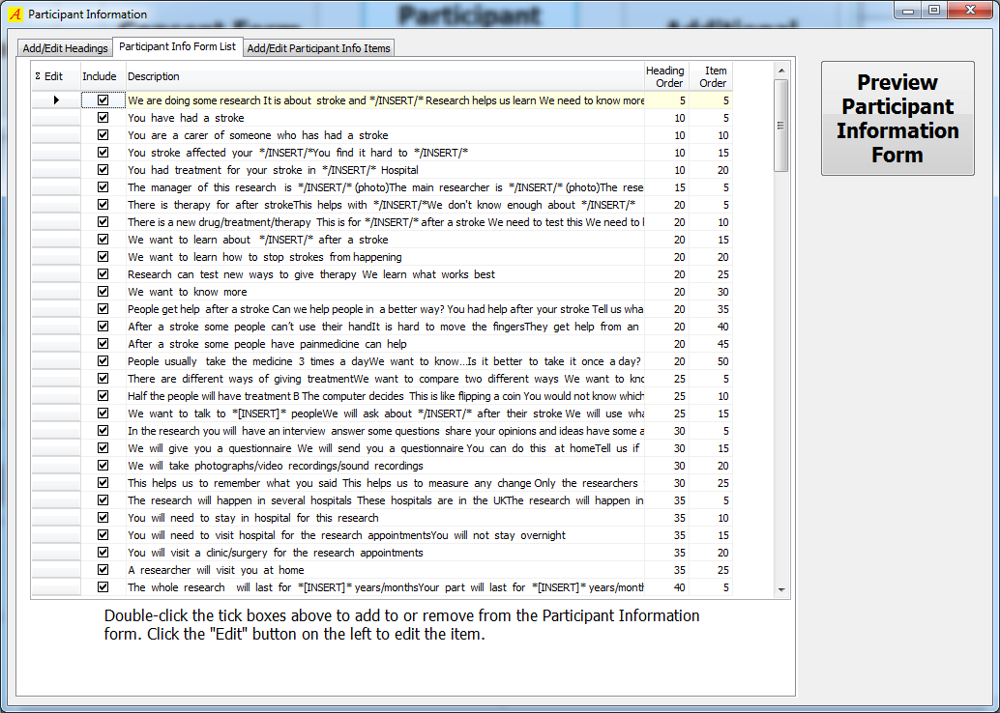 Participant Information
Participant
Consent Form
Additional
Add/Edit Headings Participant Info Form List Add/Edit Participant Info Items
Σ Edit Include Description Heading Order Item Order
We are doing some research It is about stroke and */INSERT/* Research helps us learn We need to know more 5 5
You have had a stroke 10 5
You are a carer of someone who has had a stroke 10 10
You stroke affected your */INSERT/*You find it hard to */INSERT/* 10 15
You had treatment for your stroke in */INSERT/* Hospital 10 20
The manager of this research is */INSERT/* (photo)The main researcher is */INSERT/* (photo)The rese 15 5
There is therapy for after strokeThis helps with */INSERT/*We don't know enough about */INSERT/* 20 5
There is a new drug/treatment/therapy This is for */INSERT/* after a stroke We need to test this We need to l 20 10
We want to learn about */INSERT/* after a stroke 20 15
We want to learn how to stop strokes from happening 20 20
Research can test new ways to give therapy We learn what works best 20 25
We want to know more 20 30
People get help after a stroke Can we help people in a better way? You had help after your stroke Tell us wha 20 35
After a stroke some people can't use their handIt is hard to move the fingersThey get help from an 20 40
After a stroke some people have painmedicine can help 20 45
People usually take the medicine 3 times a dayWe want to know...Is it better to take it once a day? 20 50
There are different ways of giving treatmentWe want to compare two different ways We want to knc 25 5
Half the people will have treatment B The computer decides This is like flipping a coin You would not know which 25 10
We want to talk to *[INSERT]* peopleWe will ask about */INSERT/* after their stroke We will use wha 25 15
In the research you will have an interview answer some questions share your opinions and ideas have some a 30 5
We will give you a questionnaire We will send you a questionnaire You can do this at homeTell us if 30 15
We will take photographs/video recordings/sound recordings 30 20
This helps us to remember what you said This helps us to measure any change Only the researchers 30 25
The research will happen in several hospitals These hospitals are in the UKThe research will happen in 35 5
You will need to stay in hospital for this research 35 10
You will need to visit hospital for the research appointmentsYou will not stay overnight 35 15
You will visit a clinic/surgery for the research appointments 35 20
A researcher will visit you at home 35 25
The whole research will last for *[INSERT]* years/monthsYour part will last for *[INSERT]* years/month 40 5
Double-click the tick boxes above to add to or remove from the Participant Information
form. Click the "Edit" button on the left to edit the item.
Preview
Participant
Information
Form